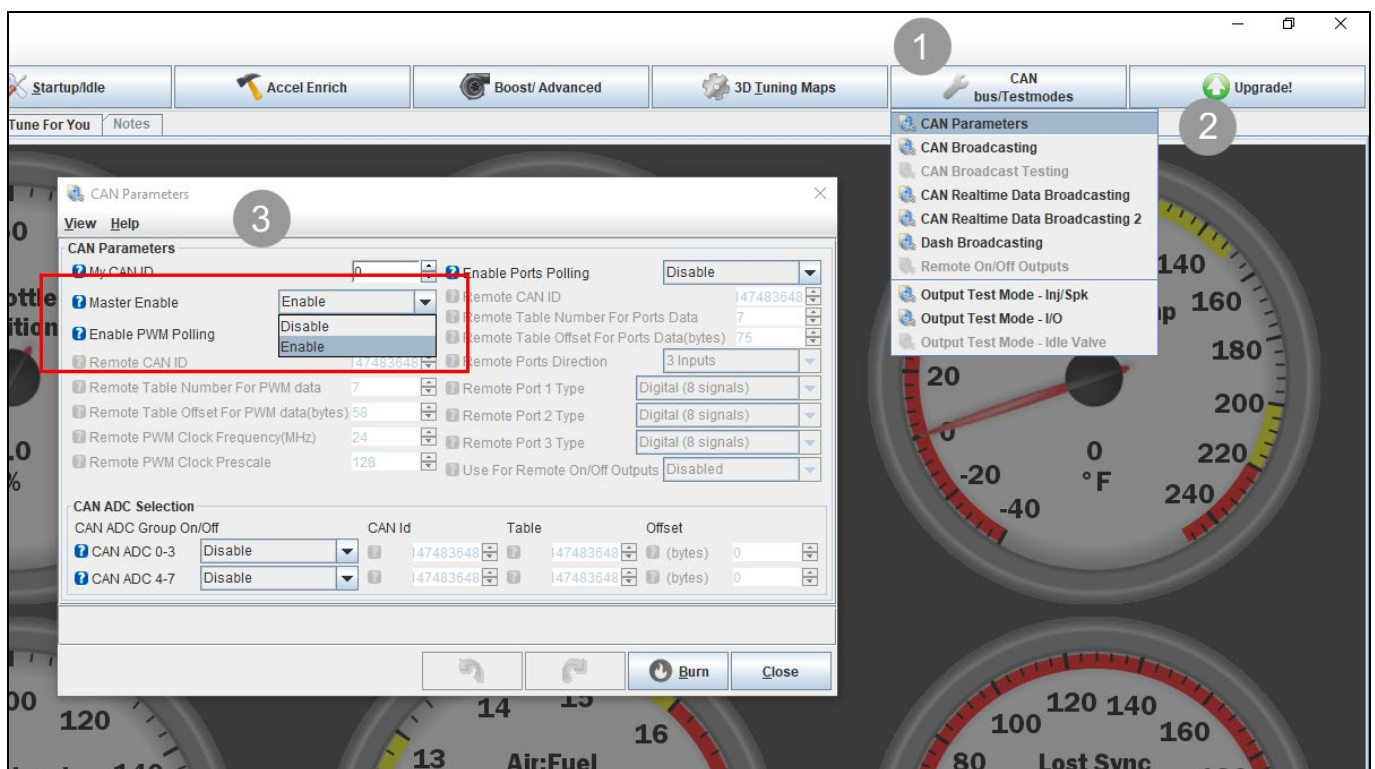 1
Startup/Idle
Accel Enrich
Boost/ Advanced
3D Tuning Maps
CAN
bus/Testmodes
Upgrade!
2
Tune For You
Notes
CAN Parameters
CAN Broadcasting
CAN Broadcast Testing
CAN Realtime Data Broadcasting
CAN Realtime Data Broadcasting 2
Dash Broadcasting
Remote On/Off Outputs
Output Test Mode - Inj/Spk
Output Test Mode - I/O
Output Test Mode - Idle Valve
CAN Parameters
3
View Help
CAN Parameters
My CAN ID 0
Master Enable Enable
Disable
Enable
Enable PWM Polling
Remote CAN ID 147483648
Remote Table Number For PWM data 7
Remote Table Offset For PWM data(bytes) 58
Remote PWM Clock Frequency(MHz) 24
Remote PWM Clock Prescale 128
Enable Ports Polling Disable
Remote CAN ID 147483648
Remote Table Number For Ports Data 7
Remote Table Offset For Ports Data(bytes) 75
Remote Ports Direction 3 Inputs
Remote Port 1 Type Digital (8 signals)
Remote Port 2 Type Digital (8 signals)
Remote Port 3 Type Digital (8 signals)
Use For Remote On/Off Outputs Disabled
CAN ADC Selection
CAN ADC Group On/Off CAN Id Table Offset
CAN ADC 0-3 Disable 147483648 147483648 (bytes) 0
CAN ADC 4-7 Disable 147483648 147483648 (bytes) 0
Burn
Close
%
140
160
180
200
220
240
20
0
-20
-40
0
°F
120
13
14
15
16
Air:Fuel
80
100
120
140
160
Lost Sync